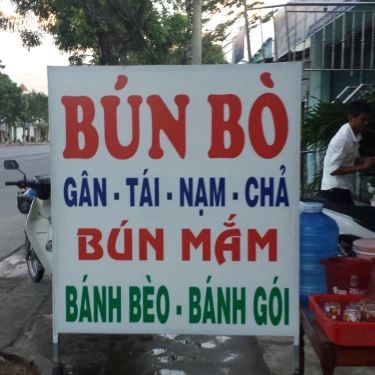 BÚN BÒ
GÂN - TÁI - NẠM - CHẢ
BÚN MẮM
BÁNH BÈO - BÁNH GÓI